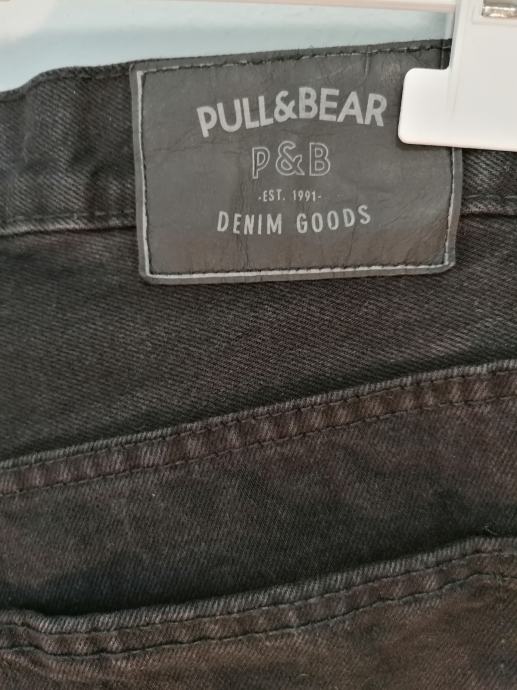 PULL&BEAR
P&B
-EST. 1991-
DENIM GOODS